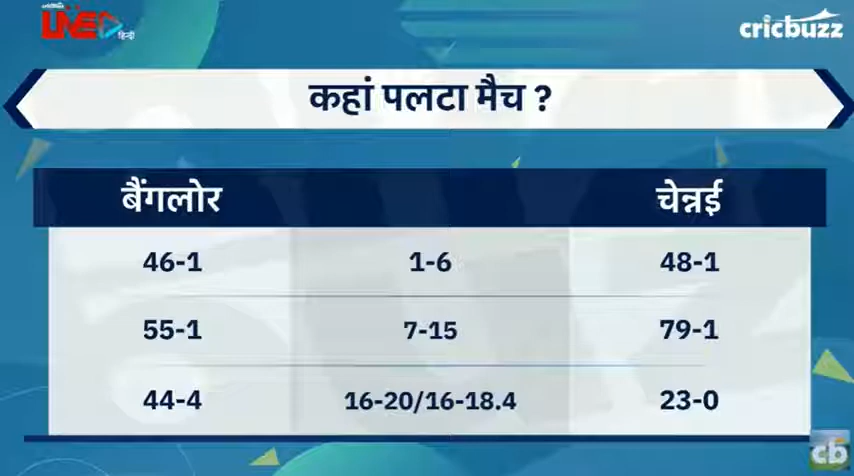 LIVE हिन्दी
cricbuzz
कहां पलटा मैच ?
बैंगलोर चेन्नई
46-1 1-6 48-1
55-1 7-15 79-1
44-4 16-20/16-18.4 23-0
cb